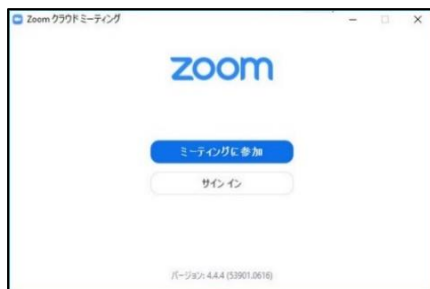 Zoom クラウド ミーティング
zoom
ミーティングに参加
サイン イン
バージョン: 4.4.4 (53901.0616)